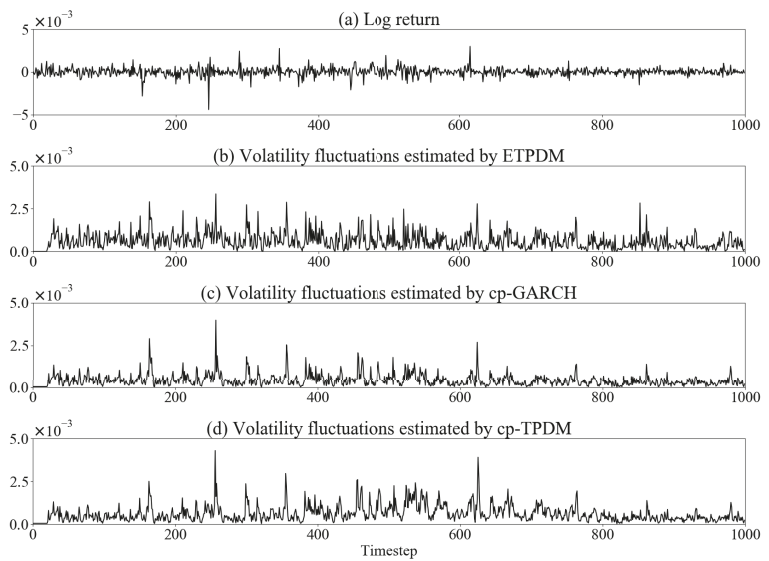 (a) Log return
×10⁻³
5
0
−5
0 200 400 600 800 1000
(b) Volatility fluctuations estimated by ETPDM
×10⁻³
5.0
2.5
0.0
0 200 400 600 800 1000
(c) Volatility fluctuations estimated by cp-GARCH
×10⁻³
5.0
2.5
0.0
0 200 400 600 800 1000
(d) Volatility fluctuations estimated by cp-TPDM
×10⁻³
5.0
2.5
0.0
0 200 400 600 800 1000
Timestep